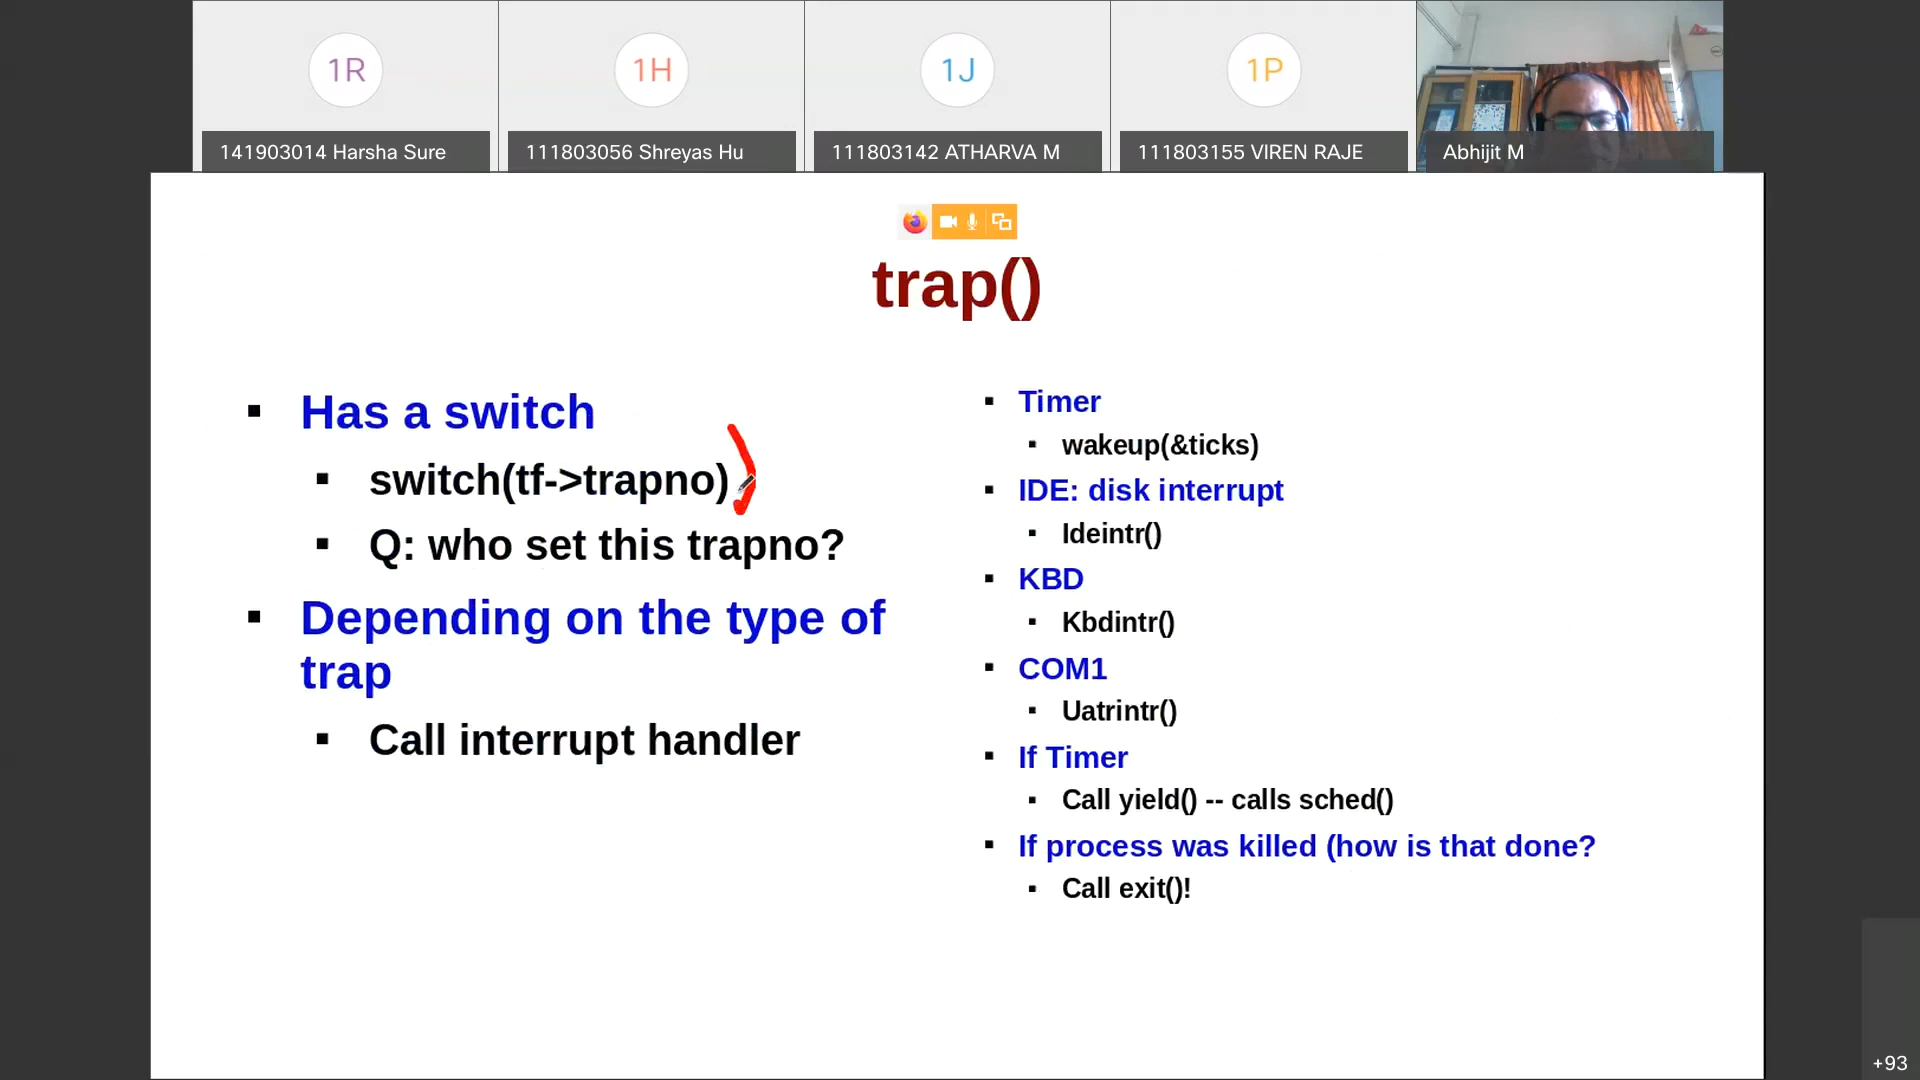 1R
1H
1J
1P
141903014 Harsha Sure
111803056 Shreyas Hu
111803142 ATHARVA M
111803155 VIREN RAJE
Abhijit M
trap()
Has a switch
switch(tf->trapno)
Q: who set this trapno?
Depending on the type of
trap
Call interrupt handler
Timer
wakeup(&ticks)
IDE: disk interrupt
Ideintr()
KBD
Kbdintr()
COM1
Uatrintr()
If Timer
Call yield() -- calls sched()
If process was killed (how is that done?
Call exit()!
+93